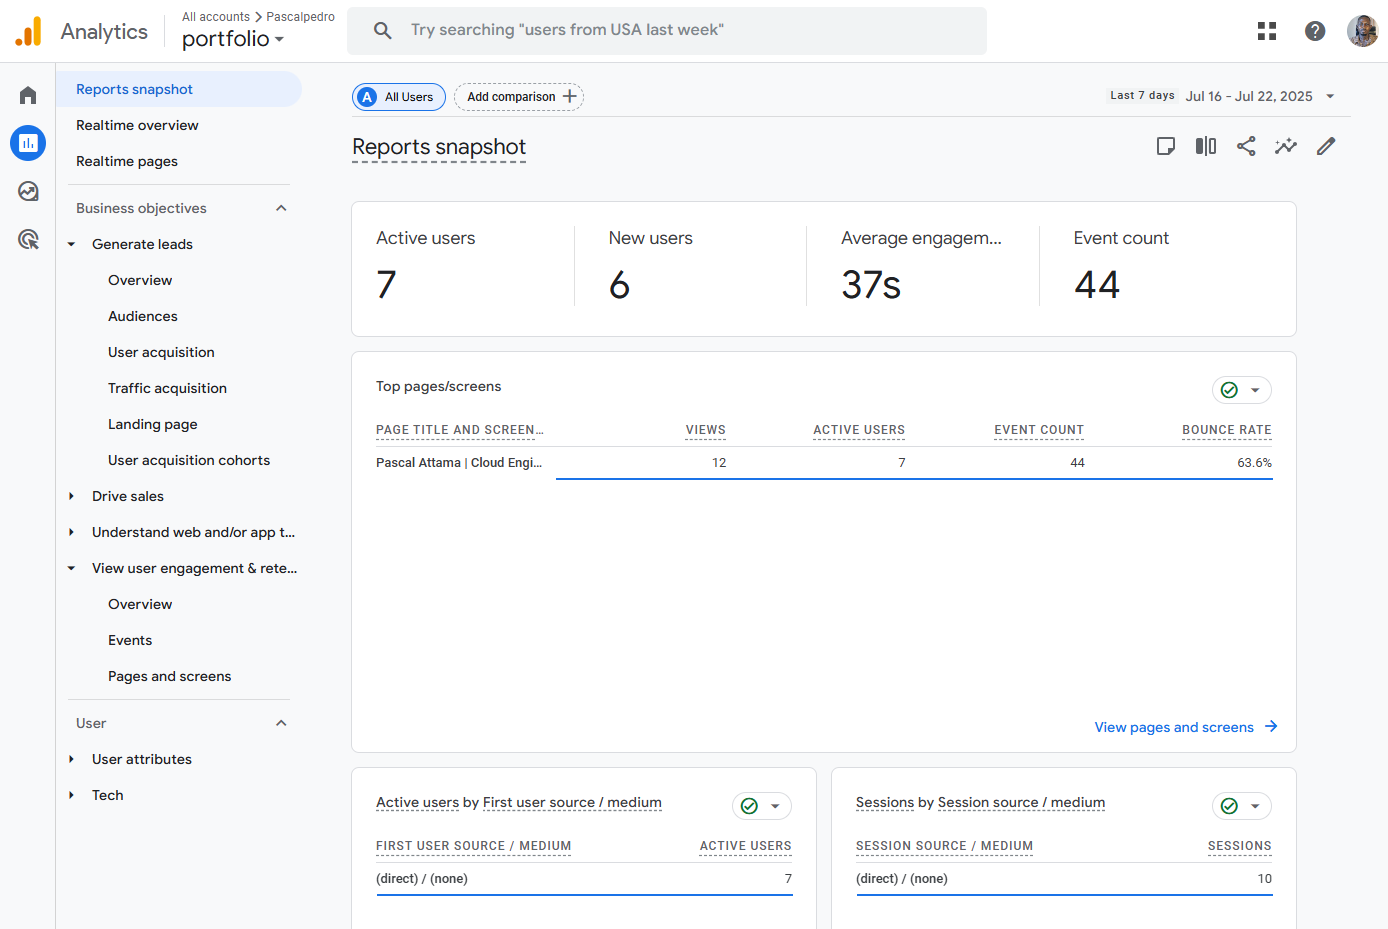 Analytics
All accounts > Pascalpedro
portfolio
Try searching "users from USA last week"
Reports snapshot
Realtime overview
Realtime pages
Business objectives
Generate leads
Overview
Audiences
User acquisition
Traffic acquisition
Landing page
User acquisition cohorts
Drive sales
Understand web and/or app t...
View user engagement & rete...
Overview
Events
Pages and screens
User
User attributes
Tech
A All Users
Add comparison +
Last 7 days Jul 16 - Jul 22, 2025
Reports snapshot
Active users
7
New users
6
Average engagem...
37s
Event count
44
Top pages/screens
PAGE TITLE AND SCREEN... VIEWS ACTIVE USERS EVENT COUNT BOUNCE RATE
Pascal Attama | Cloud Engi... 12 7 44 63.6%
View pages and screens
Active users by First user source / medium
FIRST USER SOURCE / MEDIUM ACTIVE USERS
(direct) / (none) 7
Sessions by Session source / medium
SESSION SOURCE / MEDIUM SESSIONS
(direct) / (none) 10